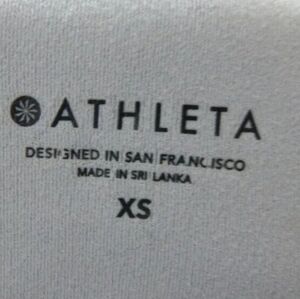 ATHLETA
DESIGNED IN SAN FRANCISCO
MADE IN SRI LANKA
XS